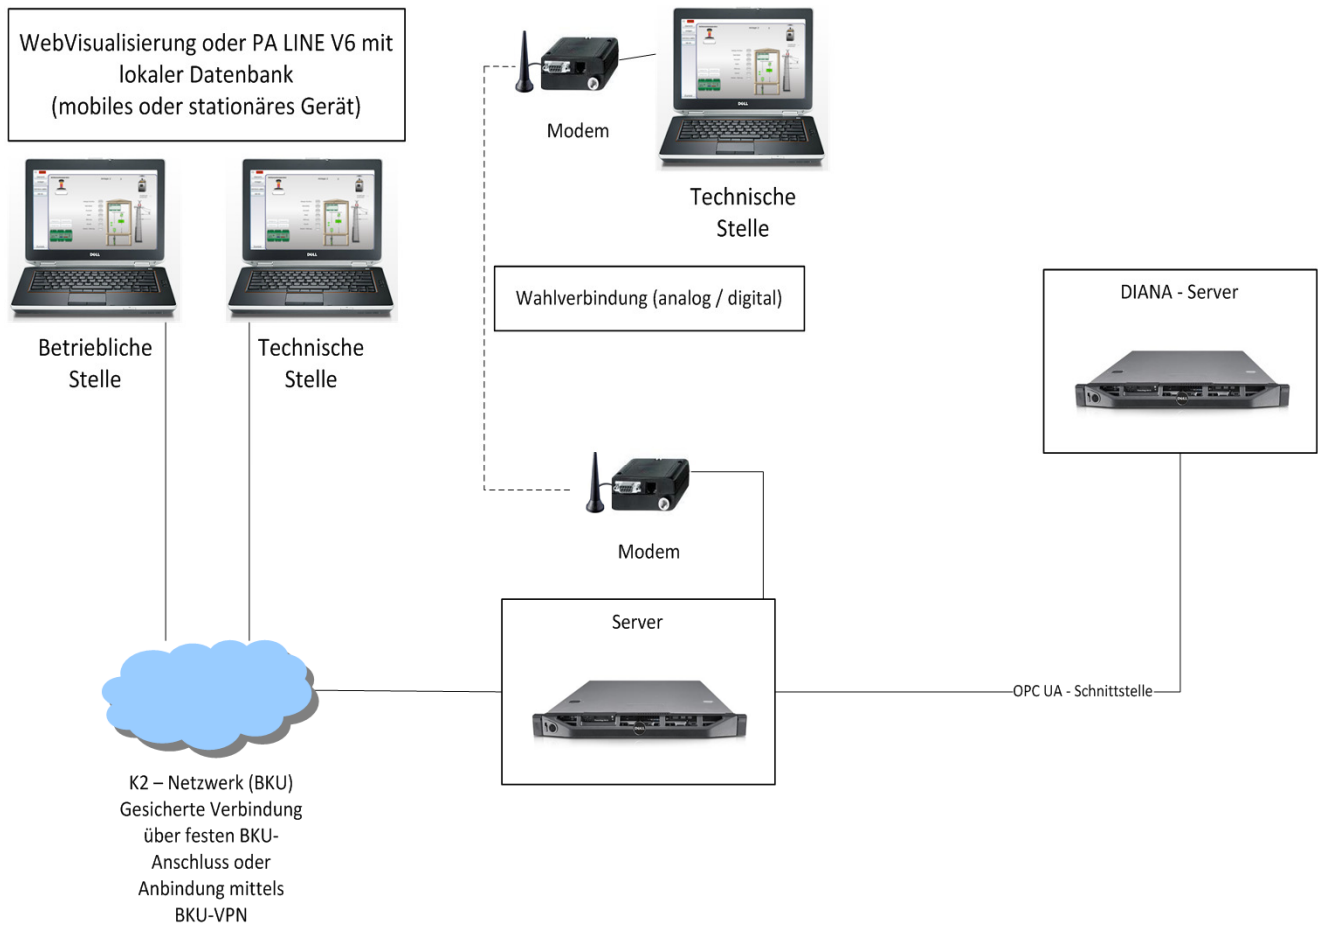 WebVisualisierung oder PA LINE V6 mit
lokaler Datenbank
(mobiles oder stationäres Gerät)
Betriebliche
Stelle
Technische
Stelle
Modem
Technische
Stelle
Wahlverbindung (analog / digital)
DIANA - Server
Modem
Server
OPC UA - Schnittstelle
K2 – Netzwerk (BKU)
Gesicherte Verbindung
über festen BKU-
Anschluss oder
Anbindung mittels
BKU-VPN